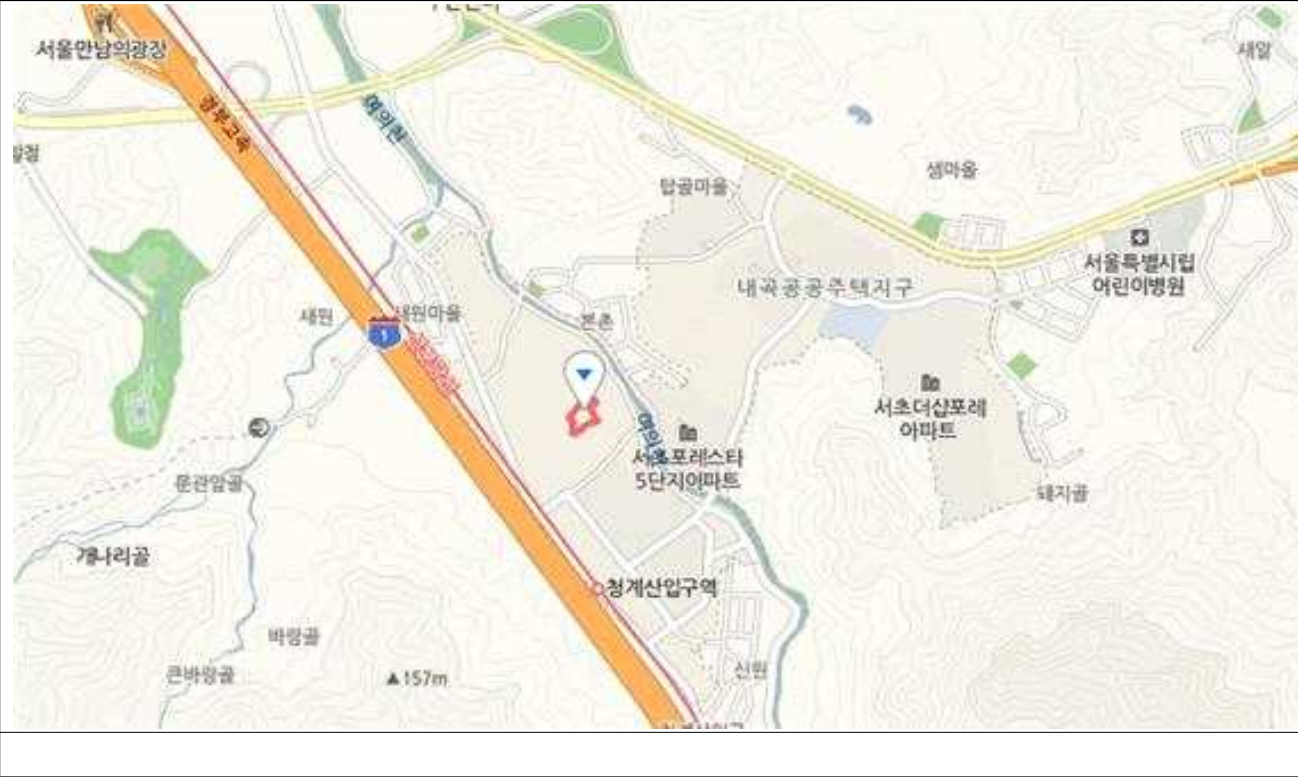 서울만남의광장
새말
경부고속
여의천
샘마을
탑골마을
서울특별시립
어린이병원
내곡공공주택지구
새원
새원마을
1
본촌
서초더샵포레
아파트
여의천
서초포레스타
5단지아파트
문관암골
돼지골
개나리골
청계산입구역
바랑골
큰바랑골
▲157m
신원